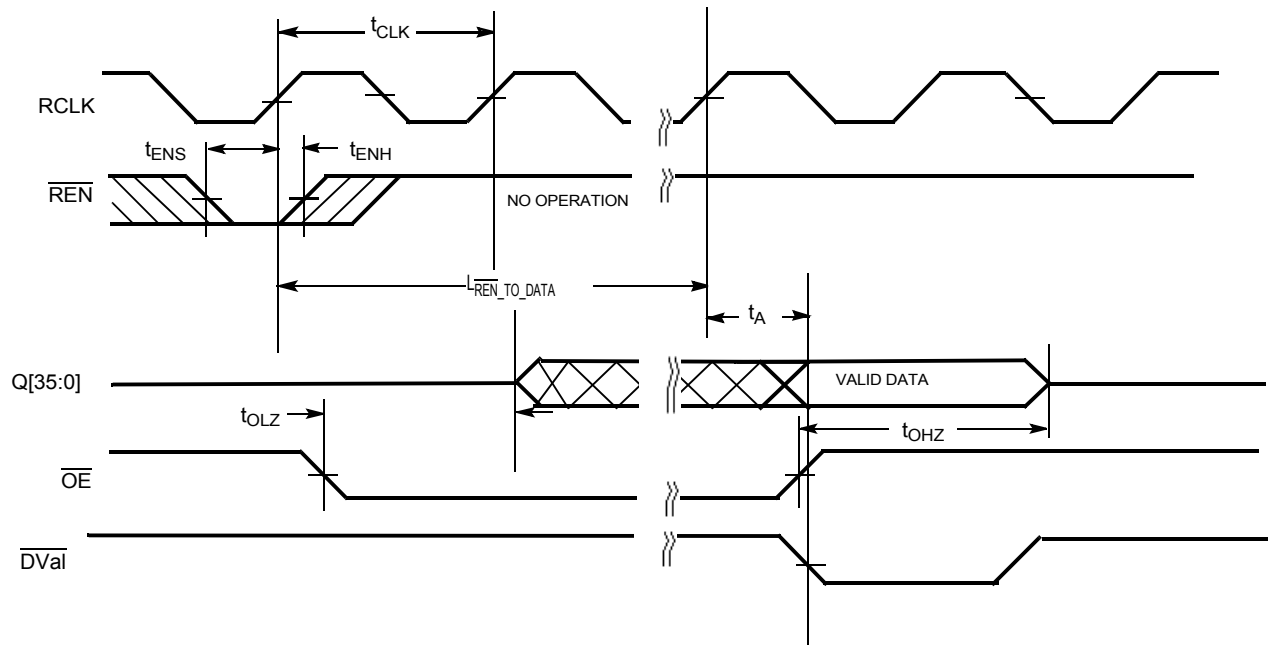 tCLK
RCLK
tENS
tENH
REN
NO OPERATION
LREN_TO_DATA
tA
Q[35:0]
VALID DATA
tOLZ
tOHZ
OE
DVal